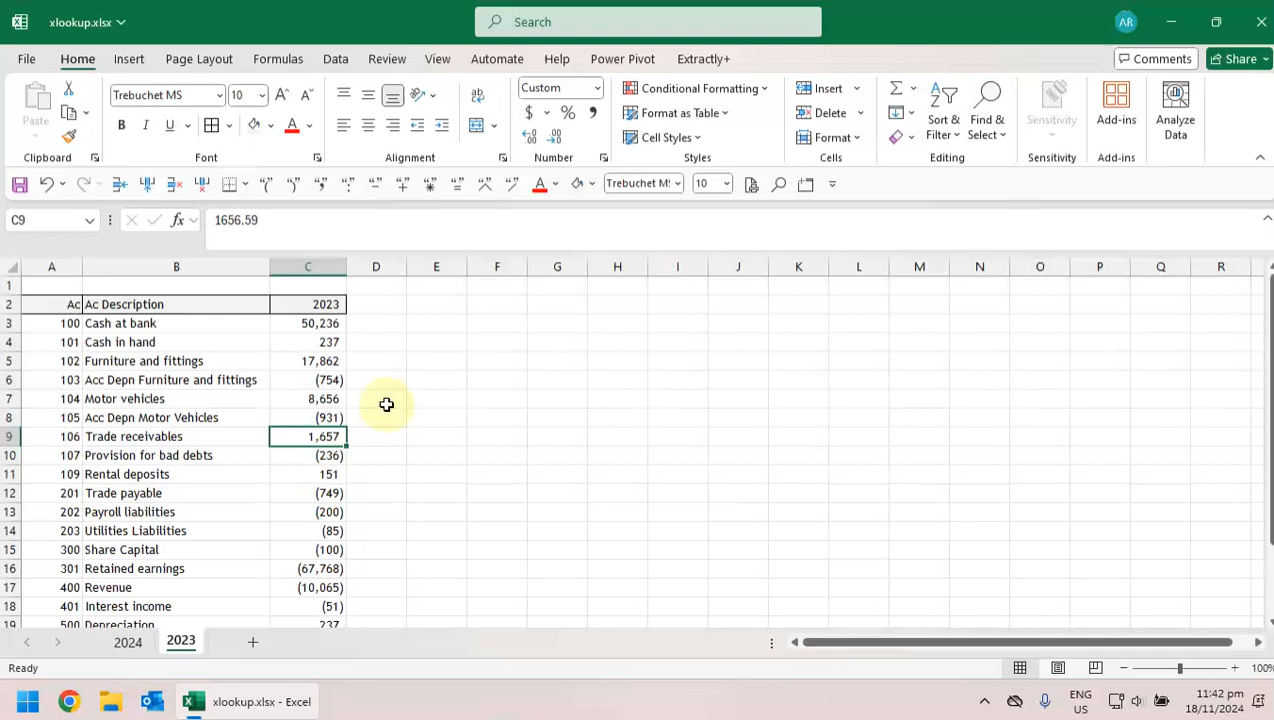 xlookup.xlsx
Search
AR
File Home Insert Page Layout Formulas Data Review View Automate Help Power Pivot Extractly+
Comments
Share
Paste
Clipboard
Trebuchet MS 10
B I U A
Font
Alignment
Custom
$ % ,
Number
Conditional Formatting
Format as Table
Cell Styles
Styles
Insert
Delete
Format
Cells
Sort & Filter
Find & Select
Editing
Sensitivity
Sensitivity
Add-ins
Add-ins
Analyze Data
Trebuchet MS 10
C9
fx
1656.59
A B C D E F G H I J K L M N O P Q R
1
2 Ac Ac Description 2023
3 100 Cash at bank 50,236
4 101 Cash in hand 237
5 102 Furniture and fittings 17,862
6 103 Acc Depn Furniture and fittings (754)
7 104 Motor vehicles 8,656
8 105 Acc Depn Motor Vehicles (931)
9 106 Trade receivables 1,657
10 107 Provision for bad debts (236)
11 109 Rental deposits 151
12 201 Trade payable (749)
13 202 Payroll liabilities (200)
14 203 Utilities Liabilities (85)
15 300 Share Capital (100)
16 301 Retained earnings (67,768)
17 400 Revenue (10,065)
18 401 Interest income (51)
19 500 Depreciation 237
2024 2023
Ready
100%
xlookup.xlsx - Excel
ENG
US
11:42 pm
18/11/2024